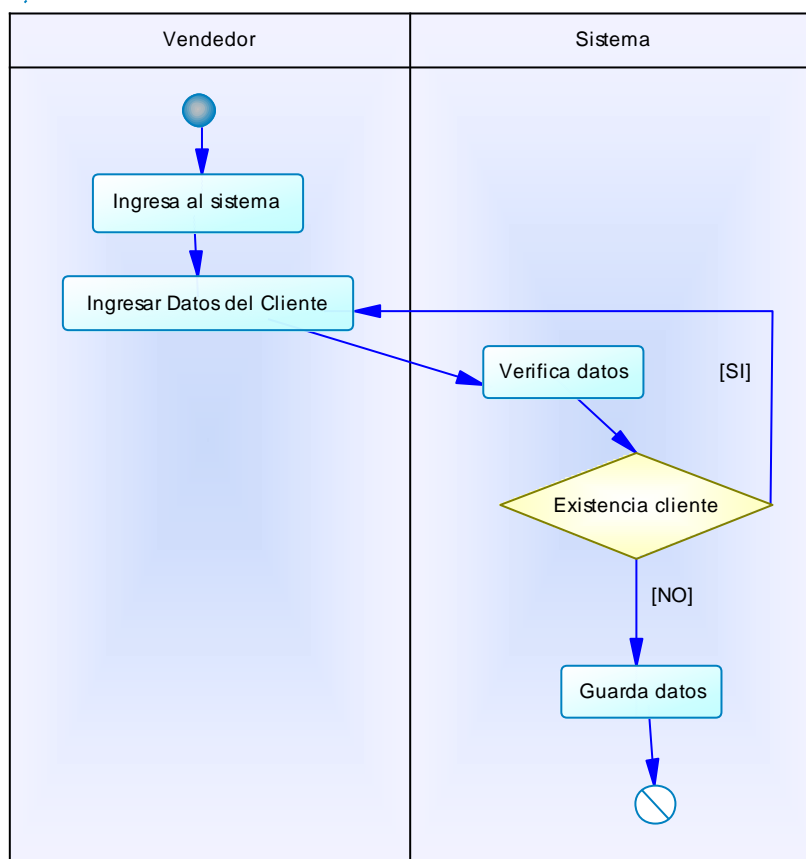 Vendedor
Sistema
Ingresa al sistema
Ingresar Datos del Cliente
Verifica datos
[SI]
Existencia cliente
[NO]
Guarda datos